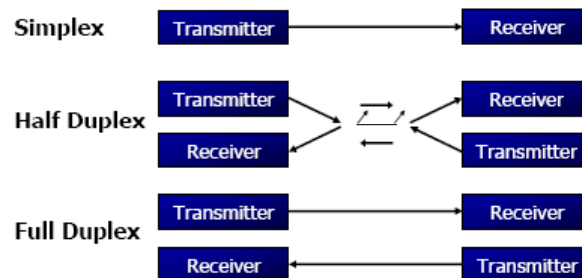 Simplex Transmitter Receiver
Transmitter Receiver
Half Duplex
Receiver Transmitter
Transmitter Receiver
Full Duplex
Receiver Transmitter